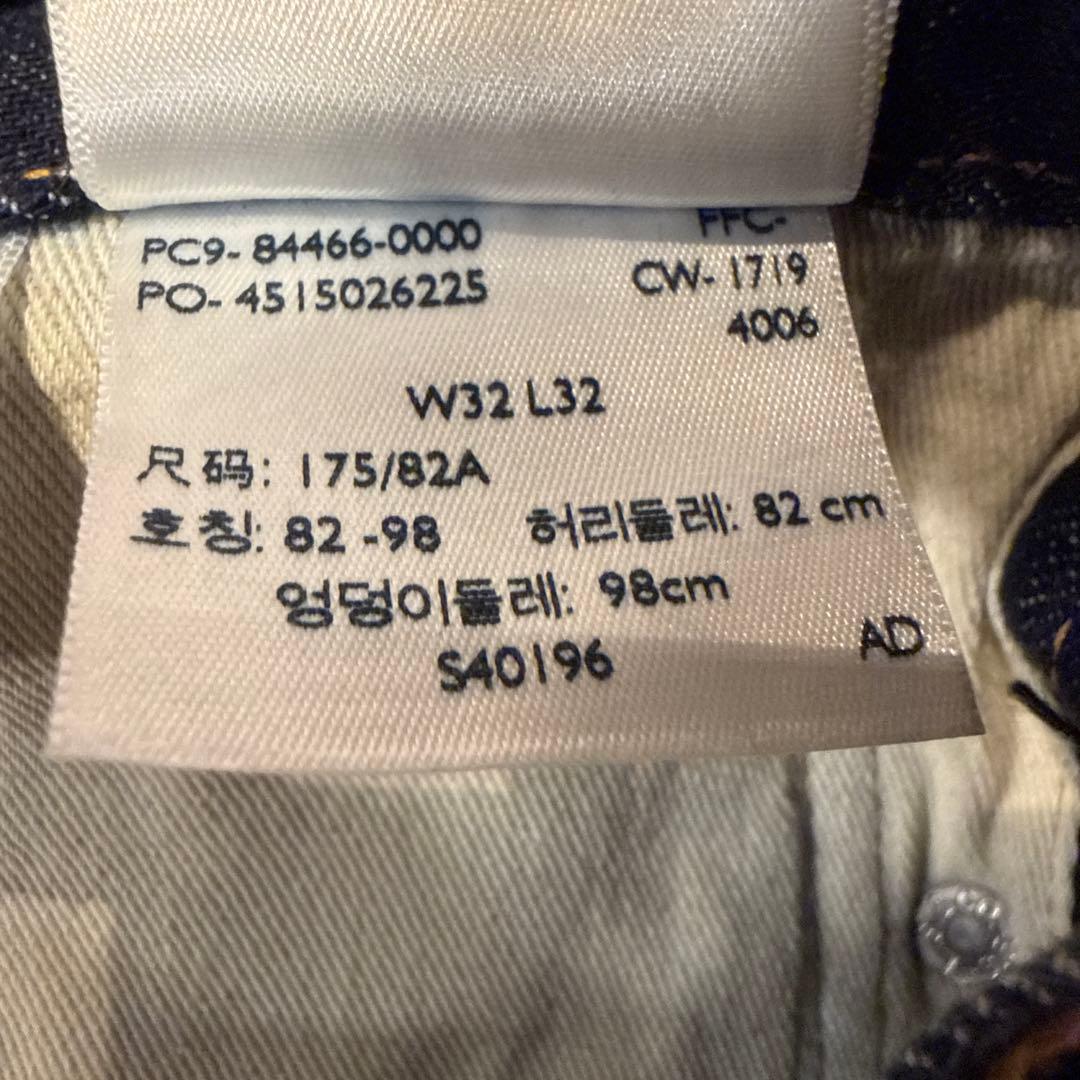 PC9- 84466-0000
FFC-
PO- 4515026225
CW- 1719
4006
W32 L32
尺码: 175/82A
호칭: 82 -98 허리둘레: 82 cm
엉덩이둘레: 98cm
S40196
AD